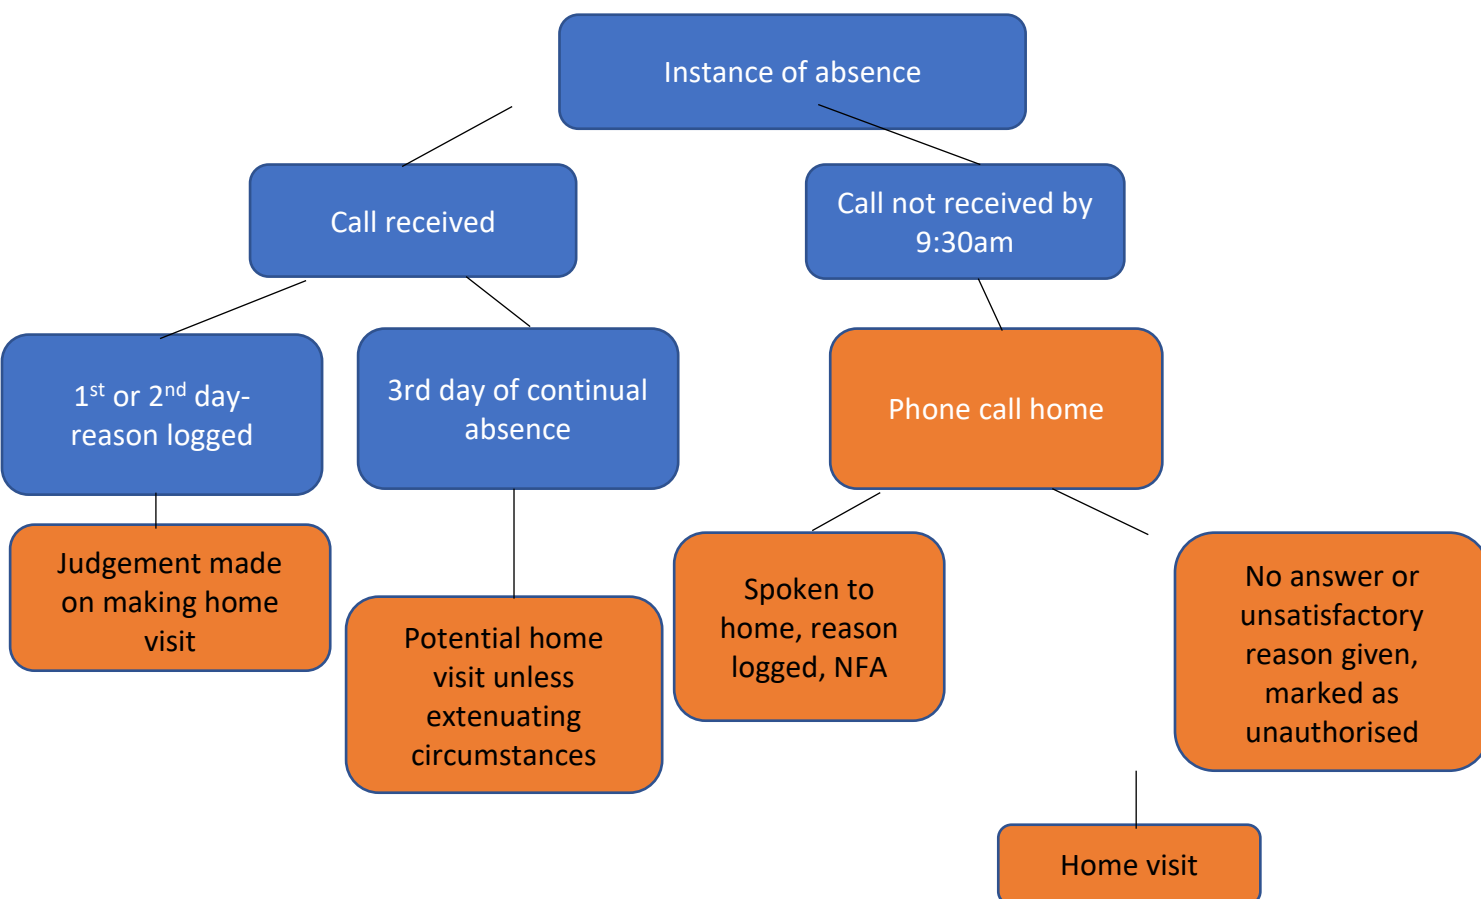 Instance of absence
Call received
Call not received by
9:30am
1st or 2nd day-
reason logged
3rd day of continual
absence
Phone call home
Judgement made
on making home
visit
Potential home
visit unless
extenuating
circumstances
Spoken to
home, reason
logged, NFA
No answer or
unsatisfactory
reason given,
marked as
unauthorised
Home visit